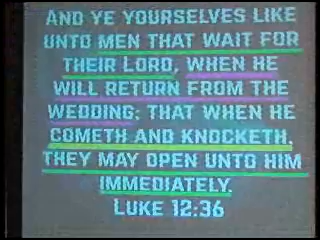 AND YE YOURSELVES LIKE
UNTO MEN THAT WAIT FOR
THEIR LORD, WHEN HE
WILL RETURN FROM THE
WEDDING; THAT WHEN HE
COMETH AND KNOCKETH,
THEY MAY OPEN UNTO HIM
IMMEDIATELY.
LUKE 12:36